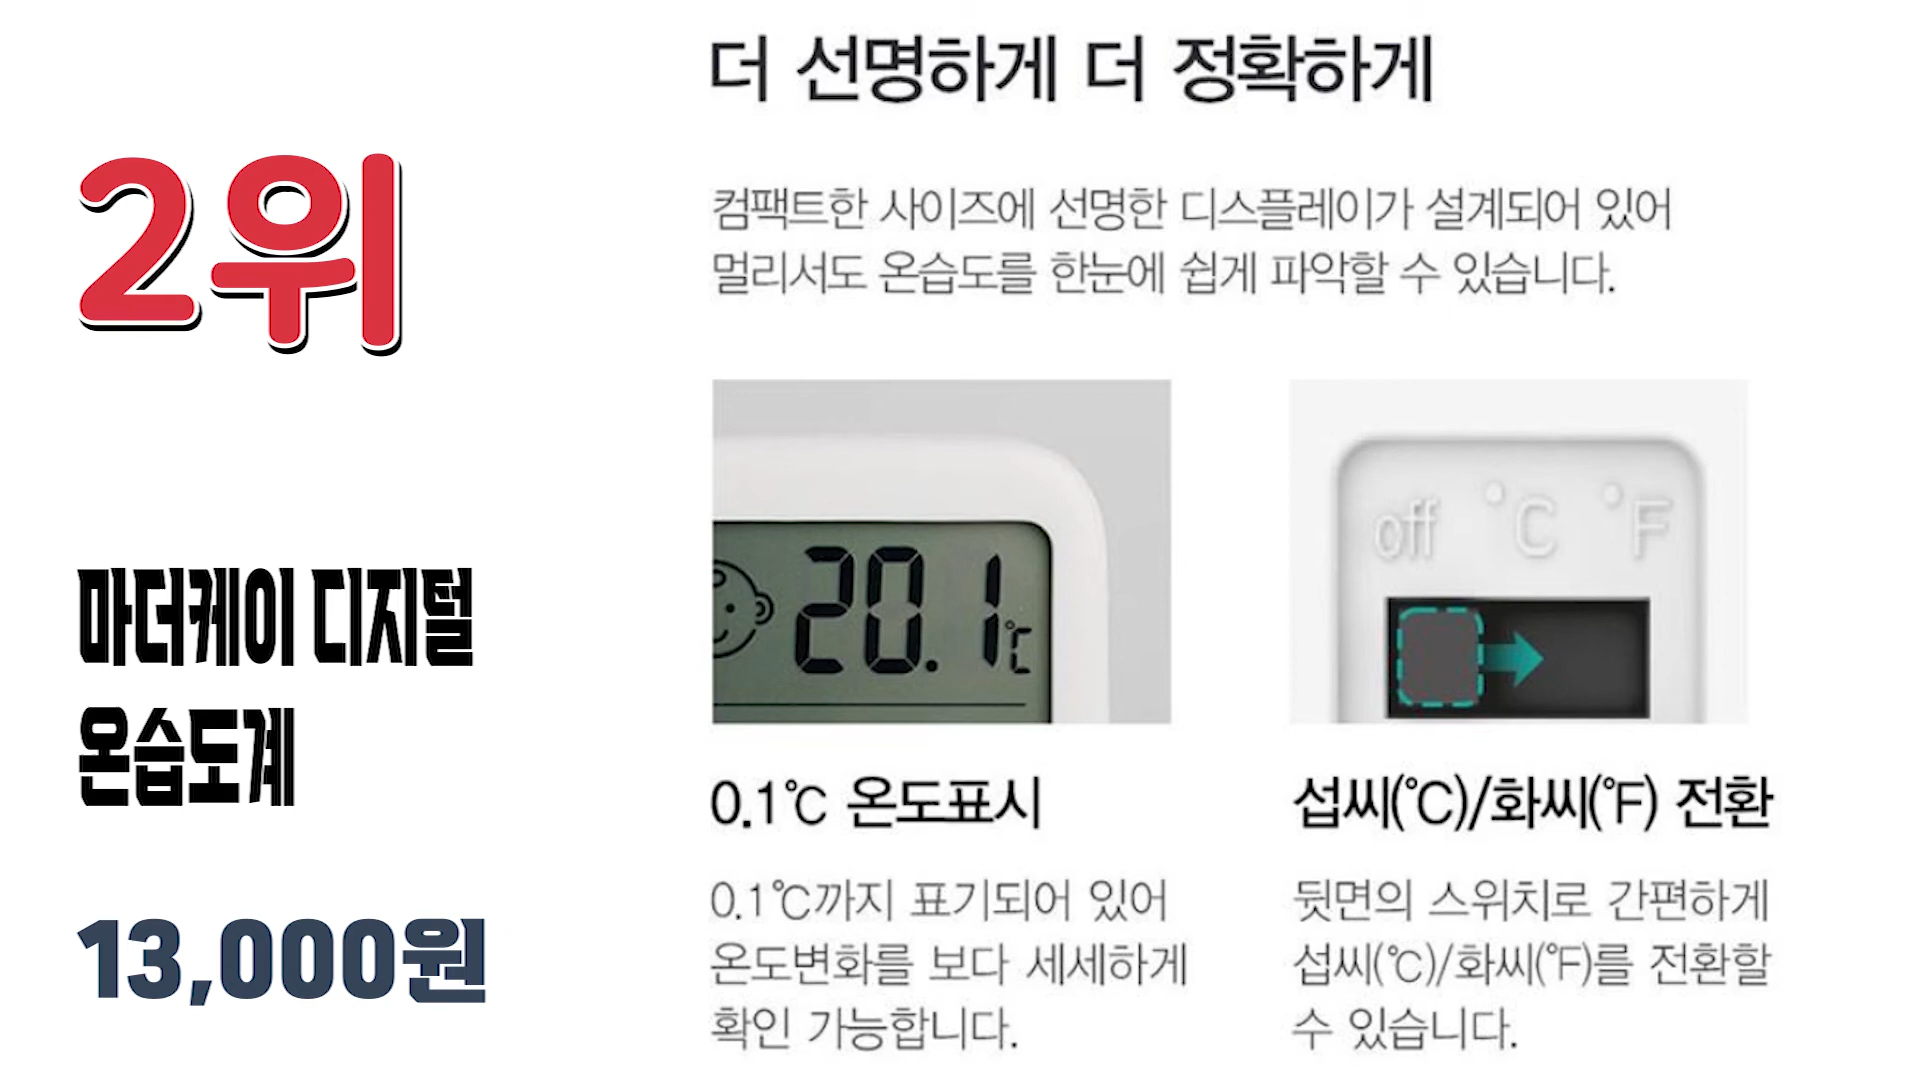 2위
마더케이 디지털
온습도계
13,000원
더 선명하게 더 정확하게
컴팩트한 사이즈에 선명한 디스플레이가 설계되어 있어
멀리서도 온습도를 한눈에 쉽게 파악할 수 있습니다.
20.1℃
off °C °F
0.1℃ 온도표시
0.1℃까지 표기되어 있어
온도변화를 보다 세세하게
확인 가능합니다.
섭씨(℃)/화씨(℉) 전환
뒷면의 스위치로 간편하게
섭씨(℃)/화씨(℉)를 전환할
수 있습니다.